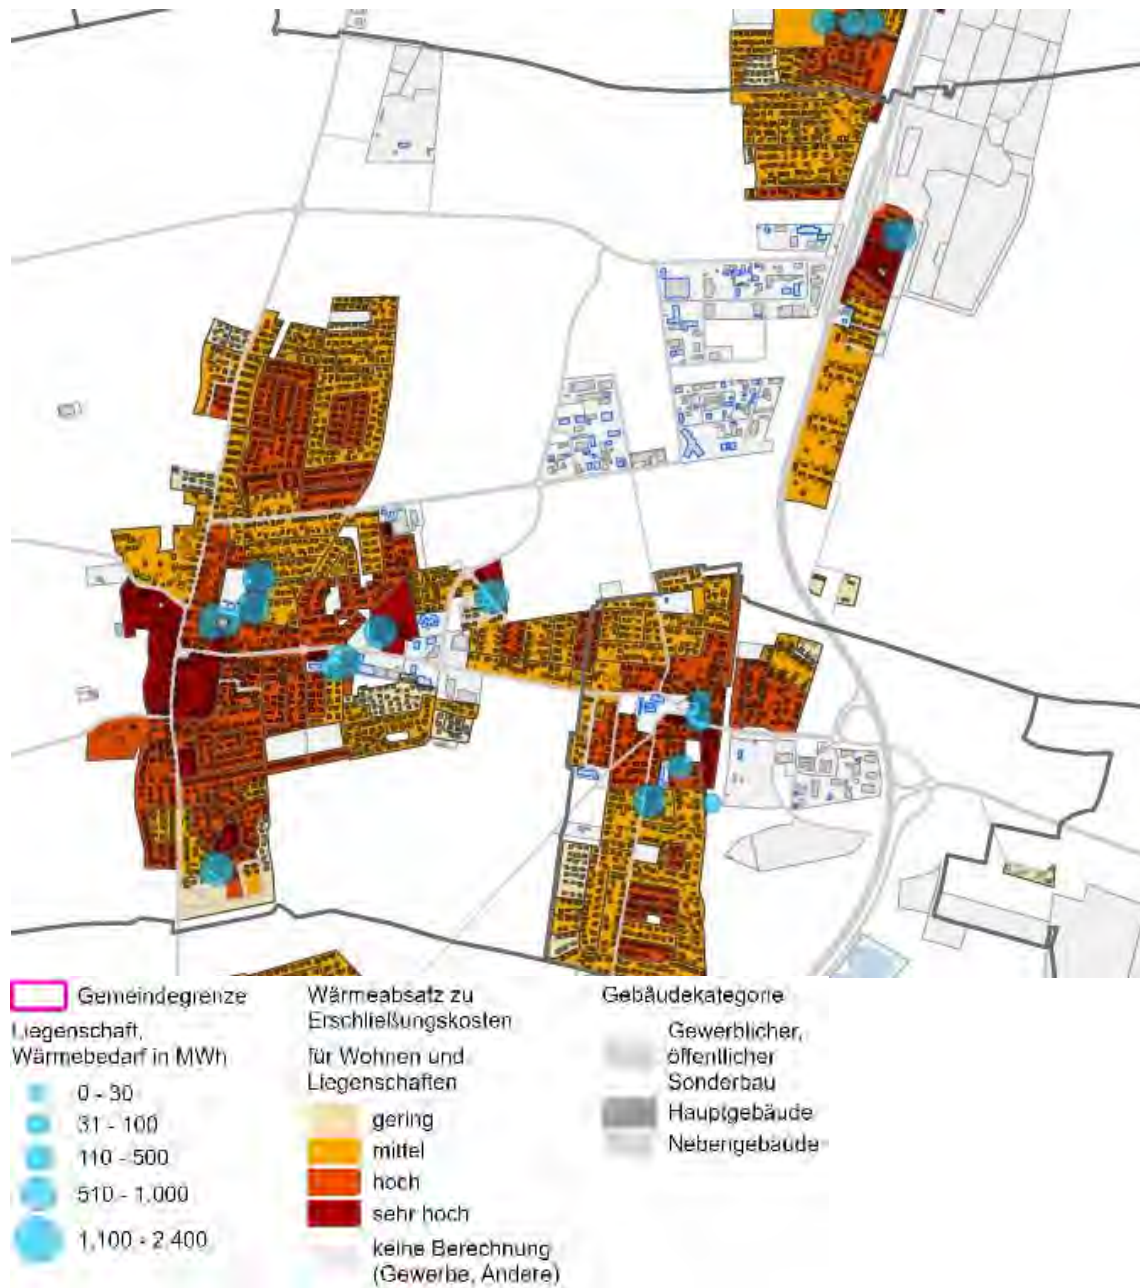 Gemeindegrenze
Liegenschaft,
Wärmebedarf in MWh
0 - 30
31 - 100
110 - 500
510 - 1.000
1.100 - 2.400
Wärmeabsatz zu
Erschließungskosten
für Wohnen und
Liegenschaften
gering
mittel
hoch
sehr hoch
keine Berechnung
(Gewerbe, Andere)
Gebäudekategorie
Gewerblicher,
öffentlicher
Sonderbau
Hauptgebäude
Nebengebäude